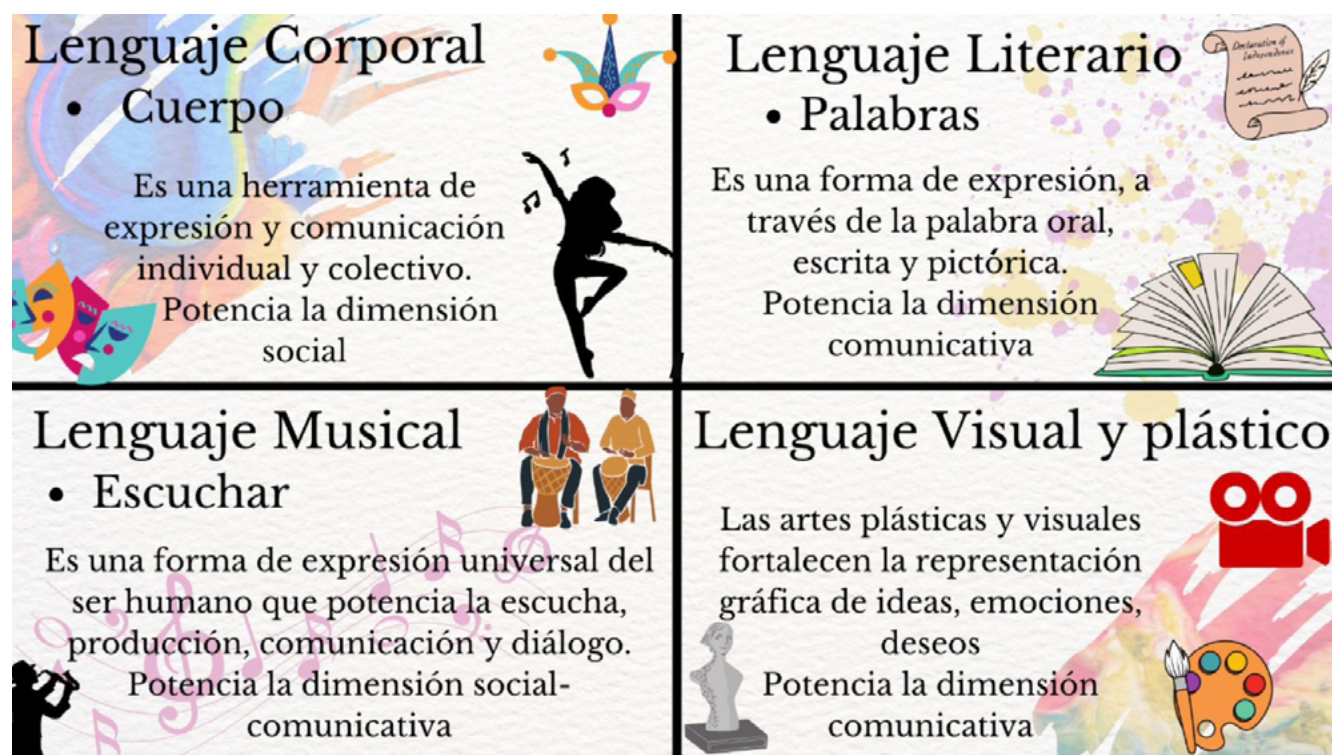 Lenguaje Corporal
• Cuerpo
Es una herramienta de
expresión y comunicación
individual y colectivo.
Potencia la dimensión
social
Lenguaje Literario
• Palabras
Declaration of
Independence
Es una forma de expresión, a
través de la palabra oral,
escrita y pictórica.
Potencia la dimensión
comunicativa
Lenguaje Musical
• Escuchar
Es una forma de expresión universal del
ser humano que potencia la escucha,
producción, comunicación y diálogo.
Potencia la dimensión social-
comunicativa
Lenguaje Visual y plástico
Las artes plásticas y visuales
fortalecen la representación
gráfica de ideas, emociones,
deseos
Potencia la dimensión
comunicativa